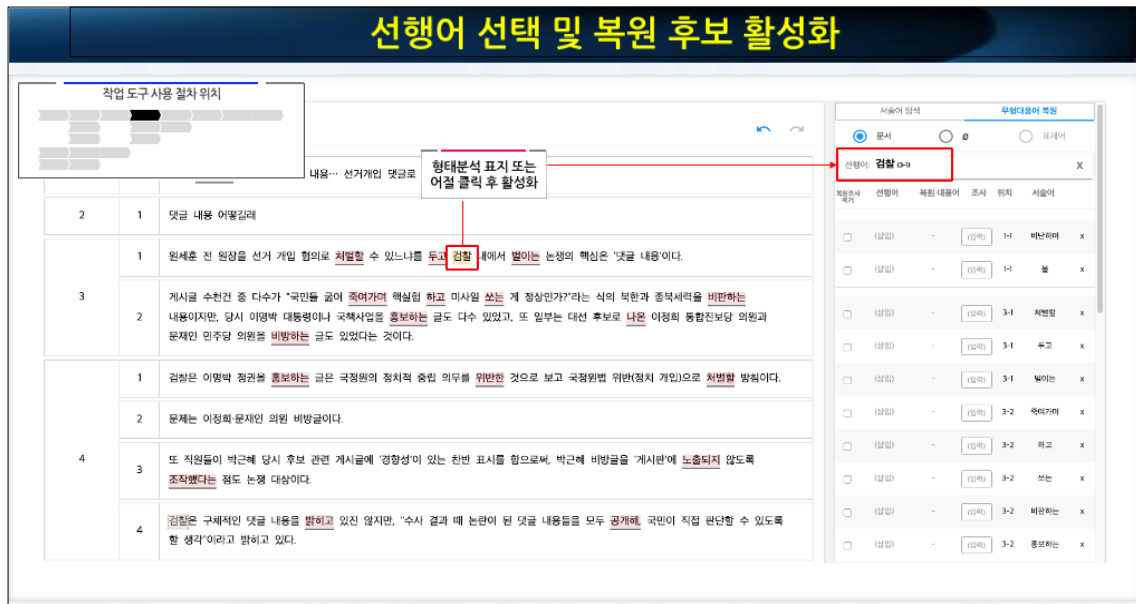 선행어 선택 및 복원 후보 활성화
작업 도구 사용 절차 위치
내용… 선거개입 댓글로
형태분석 표지 또는
어절 클릭 후 활성화
2 1 댓글 내용 어떻길래
3
1 원세훈 전 원장을 선거 개입 혐의로 처벌할 수 있느냐를 두고 검찰 내에서 벌이는 논쟁의 핵심은 '댓글 내용'이다.
2 게시글 수천건 중 다수가 "국민들 굶어 죽여가며 핵실험 하고 미사일 쏘는 게 정상인가?"라는 식의 북한과 종북세력을 비판하는
내용이지만, 당시 이명박 대통령이나 국책사업을 홍보하는 글도 다수 있었고, 또 일부는 대선 후보로 나온 이정희 통합진보당 의원과
문재인 민주당 의원을 비방하는 글도 있었다는 것이다.
4
1 검찰은 이명박 정권을 홍보하는 글은 국정원의 정치적 중립 의무를 위반한 것으로 보고 국정원법 위반(정치 개입)으로 처벌할 방침이다.
2 문제는 이정희·문재인 의원 비방글이다.
3 또 직원들이 박근혜 당시 후보 관련 게시글에 '경향성'이 있는 찬반 표시를 함으로써, 박근혜 비방글을 '게시판'에 노출되지 않도록
조작했다는 점도 논쟁 대상이다.
4 검찰은 구체적인 댓글 내용을 밝히고 있진 않지만, "수사 결과 때 논란이 된 댓글 내용들을 모두 공개해, 국민이 직접 판단할 수 있도록
할 생각"이라고 밝히고 있다.
서술어 탐색 무형대용어 복원
문서 ø 표제어
선행어: 검찰 (3-1) X
복원조사 제거 선행어 복원 대용어 조사 위치 서술어
(삽입) - (입력) 1-1 비난하며 x
(삽입) - (입력) 1-1 볼 x
(삽입) - (입력) 3-1 처벌할 x
(삽입) - (입력) 3-1 두고 x
(삽입) - (입력) 3-1 벌이는 x
(삽입) - (입력) 3-2 죽여가며 x
(삽입) - (입력) 3-2 하고 x
(삽입) - (입력) 3-2 쏘는 x
(삽입) - (입력) 3-2 비판하는 x
(삽입) - (입력) 3-2 홍보하는 x